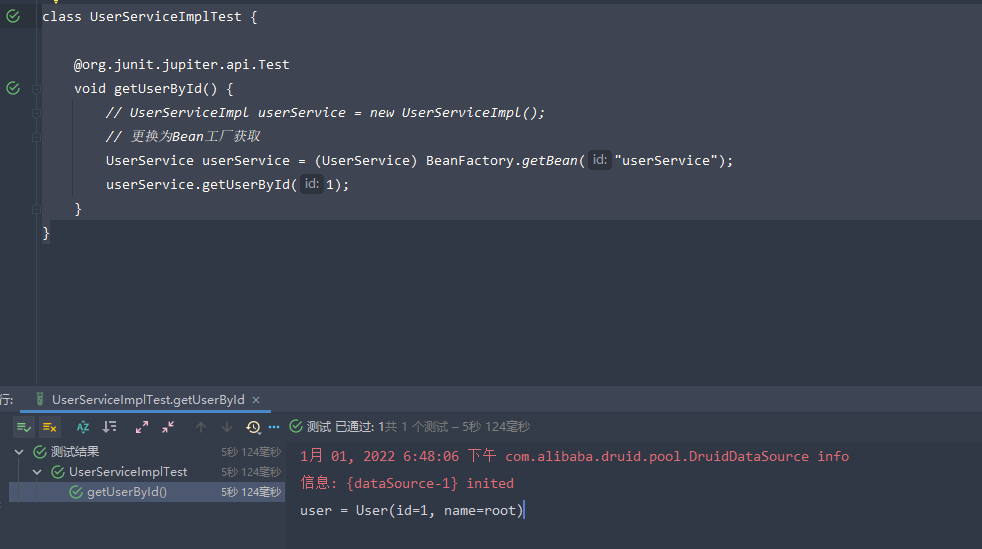 class UserServiceImplTest {
@org.junit.jupiter.api.Test
void getUserById() {
// UserServiceImpl userService = new UserServiceImpl();
// 更换为Bean工厂获取
UserService userService = (UserService) BeanFactory.getBean( id: "userService");
userService.getUserById( id: 1);
}
}
行: UserServiceImplTest.getUserById ×
测试 已通过: 1共 1 个测试 – 5秒 124毫秒
测试结果 5秒 124毫秒
UserServiceImplTest 5秒 124毫秒
getUserById() 5秒 124毫秒
1月 01, 2022 6:48:06 下午 com.alibaba.druid.pool.DruidDataSource info
信息: {dataSource-1} inited
user = User(id=1, name=root)